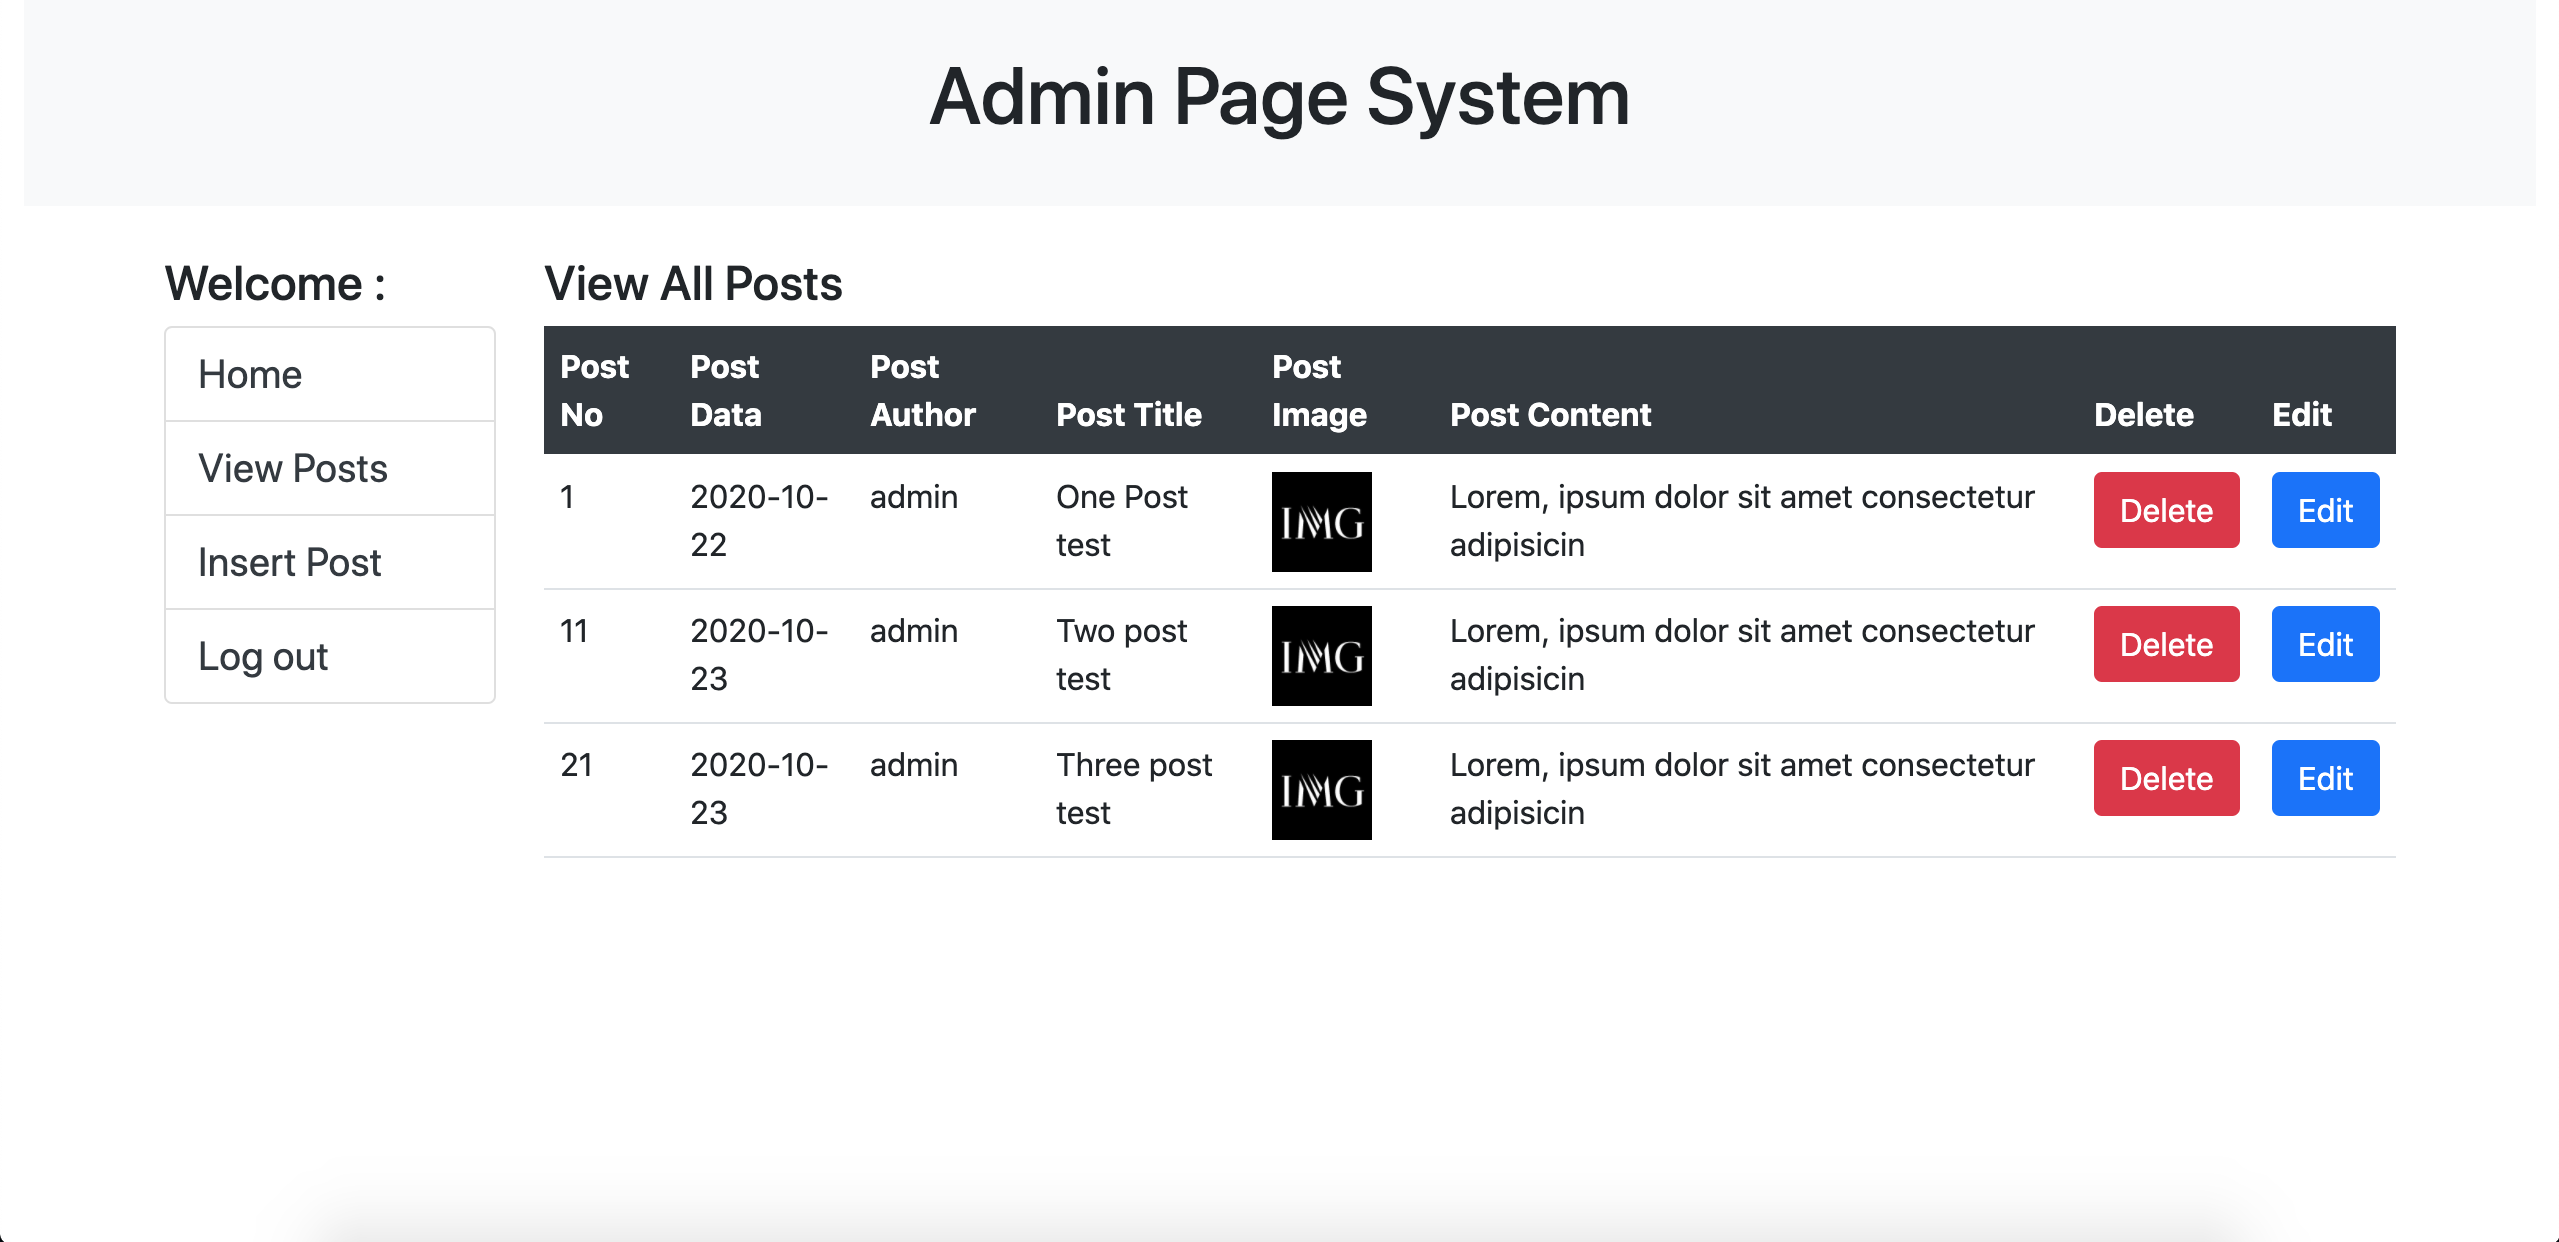 Admin Page System
Welcome :
Home
View Posts
Insert Post
Log out
View All Posts
Post No Post Data Post Author Post Title Post Image Post Content Delete Edit
1 2020-10-22 admin One Post test IMG Lorem, ipsum dolor sit amet consectetur adipisicin Delete Edit
11 2020-10-23 admin Two post test IMG Lorem, ipsum dolor sit amet consectetur adipisicin Delete Edit
21 2020-10-23 admin Three post test IMG Lorem, ipsum dolor sit amet consectetur adipisicin Delete Edit